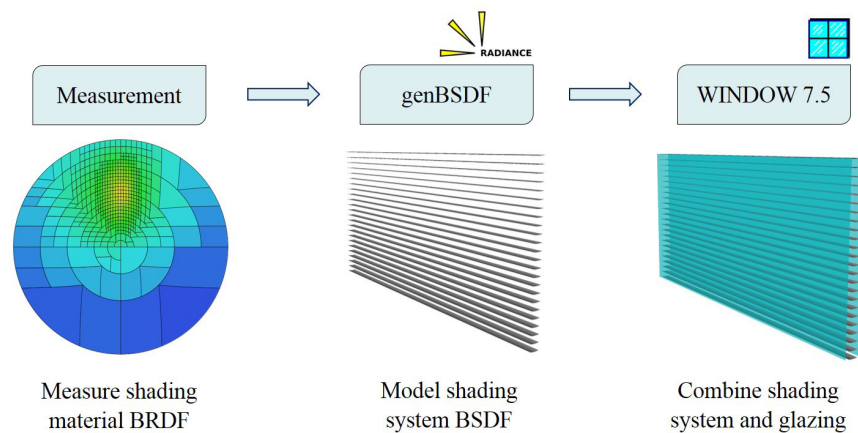 RADIANCE
Measurement
genBSDF
WINDOW 7.5
Measure shading
material BRDF
Model shading
system BSDF
Combine shading
system and glazing